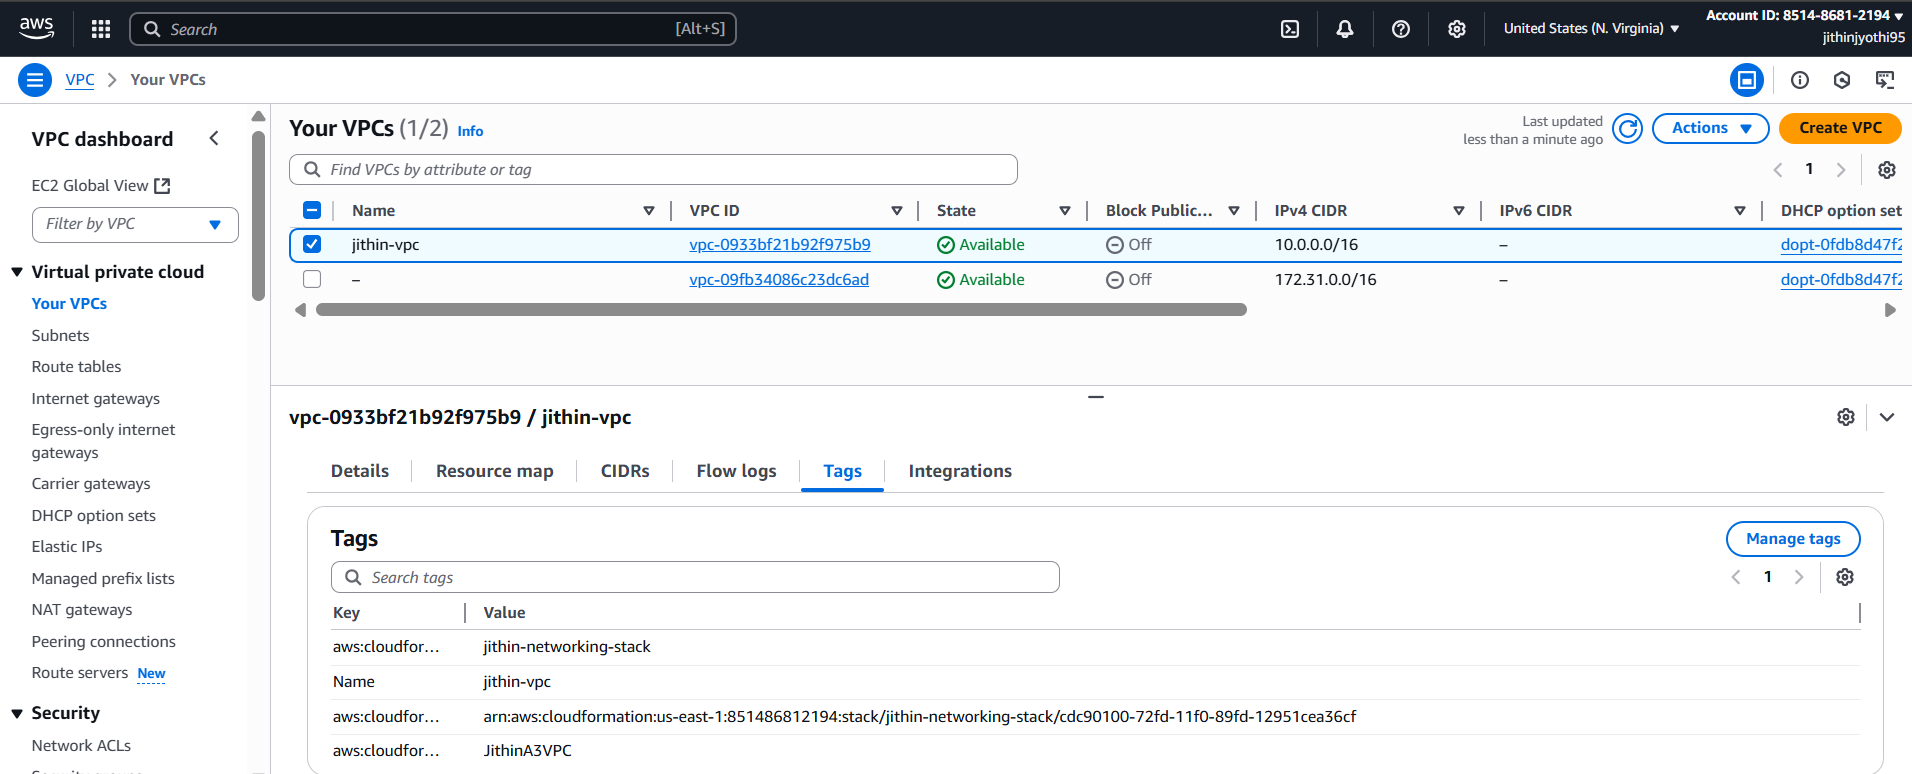 aws
Search [Alt+S]
United States (N. Virginia)
Account ID: 8514-8681-2194
jithinjyothi95
VPC
Your VPCs
VPC dashboard
EC2 Global View
Filter by VPC
Virtual private cloud
Your VPCs
Subnets
Route tables
Internet gateways
Egress-only internet
gateways
Carrier gateways
DHCP option sets
Elastic IPs
Managed prefix lists
NAT gateways
Peering connections
Route servers New
Security
Network ACLs
Your VPCs (1/2) Info
Last updated
less than a minute ago
Actions
Create VPC
Find VPCs by attribute or tag
1
Name VPC ID State Block Public... IPv4 CIDR IPv6 CIDR DHCP option set
jithin-vpc vpc-0933bf21b92f975b9 Available Off 10.0.0.0/16 – dopt-0fdb8d47f2
– vpc-09fb34086c23dc6ad Available Off 172.31.0.0/16 – dopt-0fdb8d47f2
vpc-0933bf21b92f975b9 / jithin-vpc
Details Resource map CIDRs Flow logs Tags Integrations
Tags
Manage tags
Search tags
1
Key Value
aws:cloudfor... jithin-networking-stack
Name jithin-vpc
aws:cloudfor... arn:aws:cloudformation:us-east-1:851486812194:stack/jithin-networking-stack/cdc90100-72fd-11f0-89fd-12951cea36cf
aws:cloudfor... JithinA3VPC